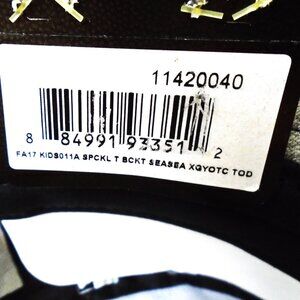 11420040
8 84991 93351 2
FA17 KIDS011A SPCKL T BCKT SEASEA XGYOTC TOD